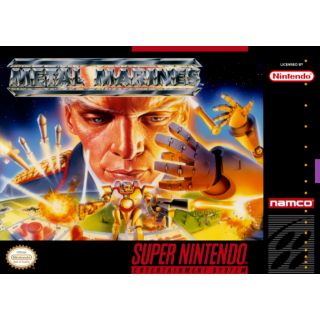 METAL MARINES
LICENSED BY
Nintendo
namco
SUPER NINTENDO
ENTERTAINMENT SYSTEM